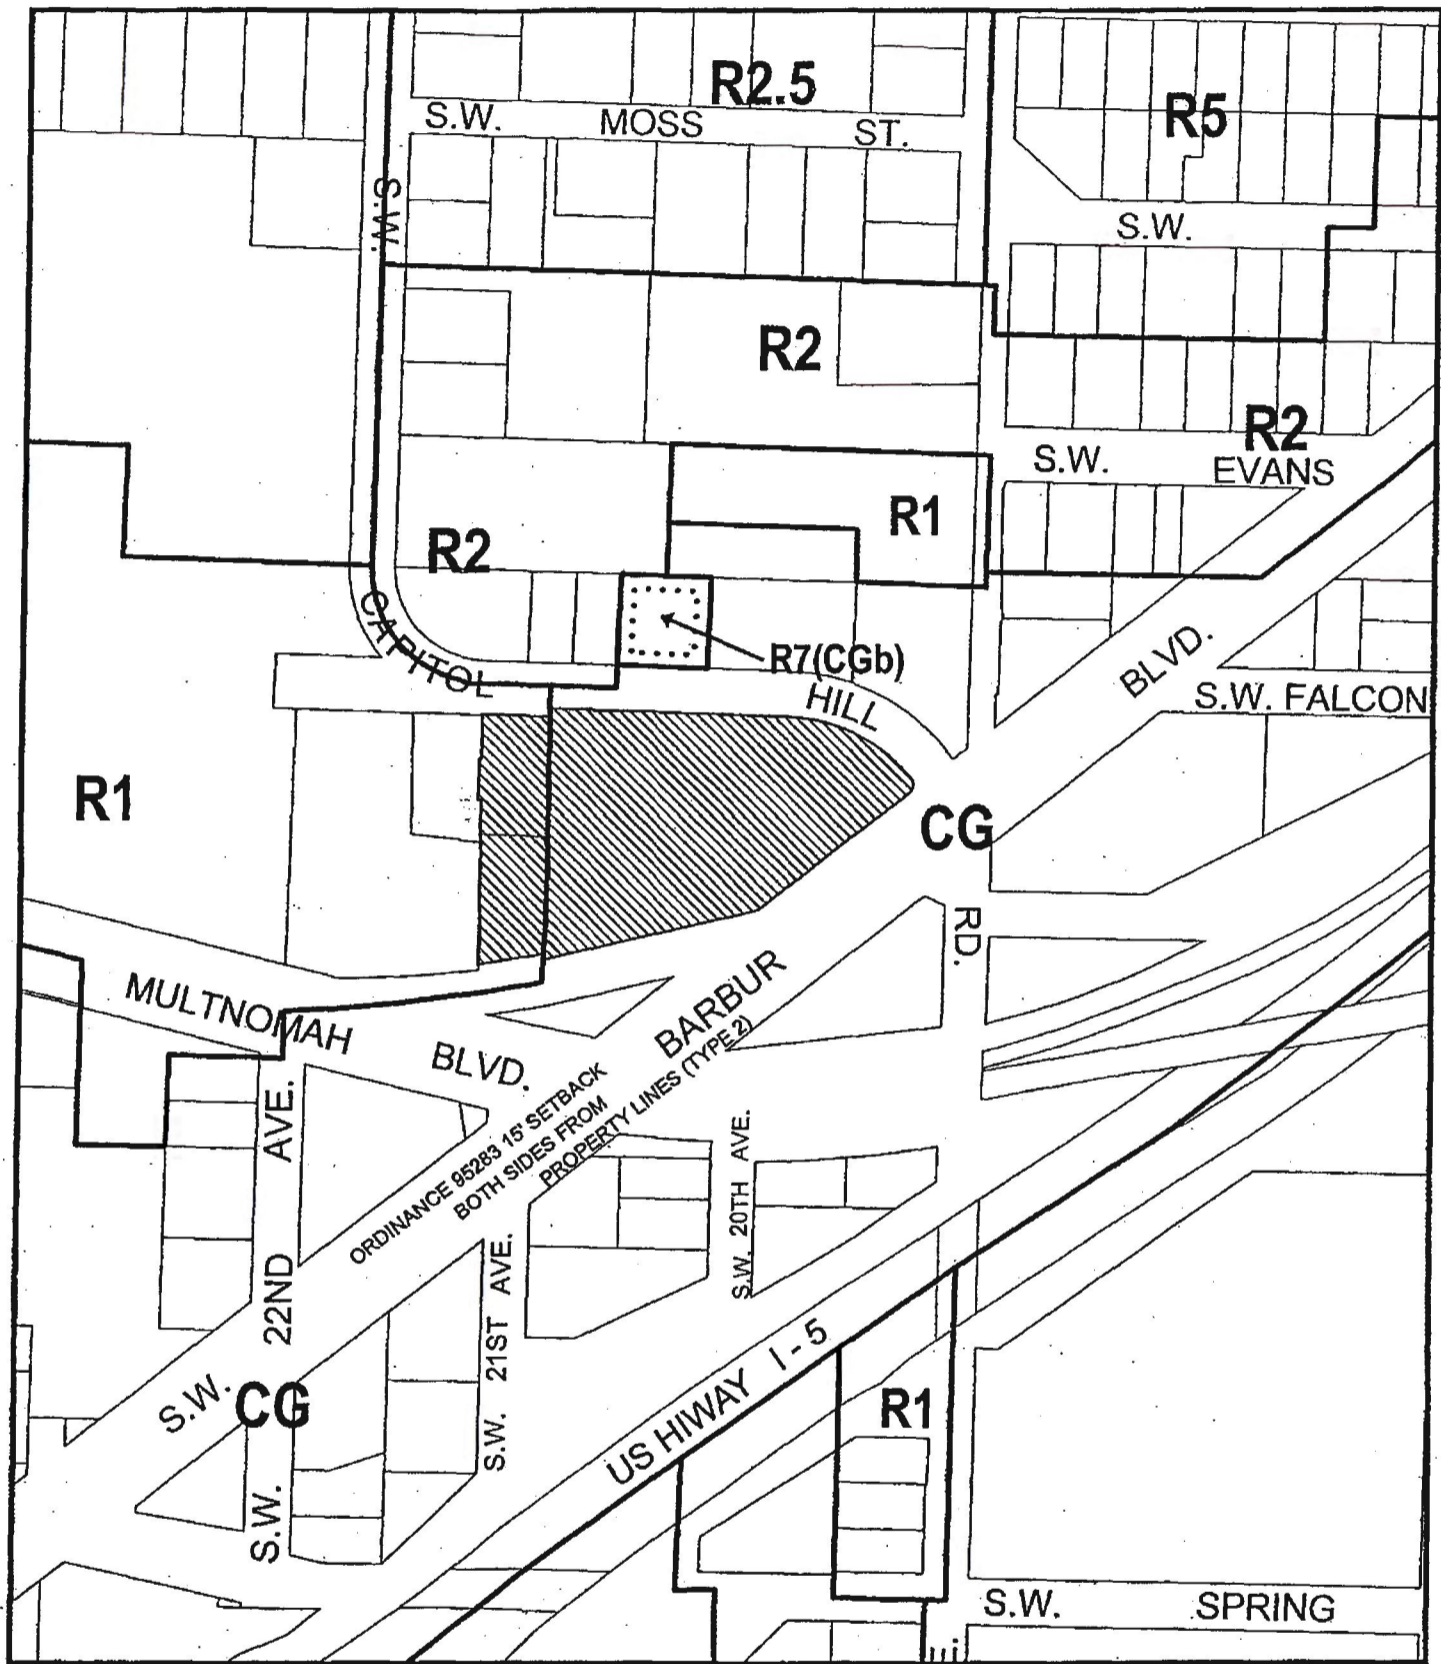 R2.5
R5
S.W. MOSS ST.
S.W.
S.W.
R2
R2
S.W. EVANS
R1
R2
CAPITOL
R7(CGb)
HILL
BLVD.
S.W. FALCON
R1
CG
RD.
MULTNOMAH
BLVD.
BARBUR
ORDINANCE 95283 15' SETBACK
BOTH SIDES FROM
PROPERTY LINES (TYPE 2)
AVE.
22ND
S.W. 21ST AVE.
S.W. 20TH AVE.
S.W.
CG
S.W.
US HIWAY I - 5
R1
S.W. SPRING